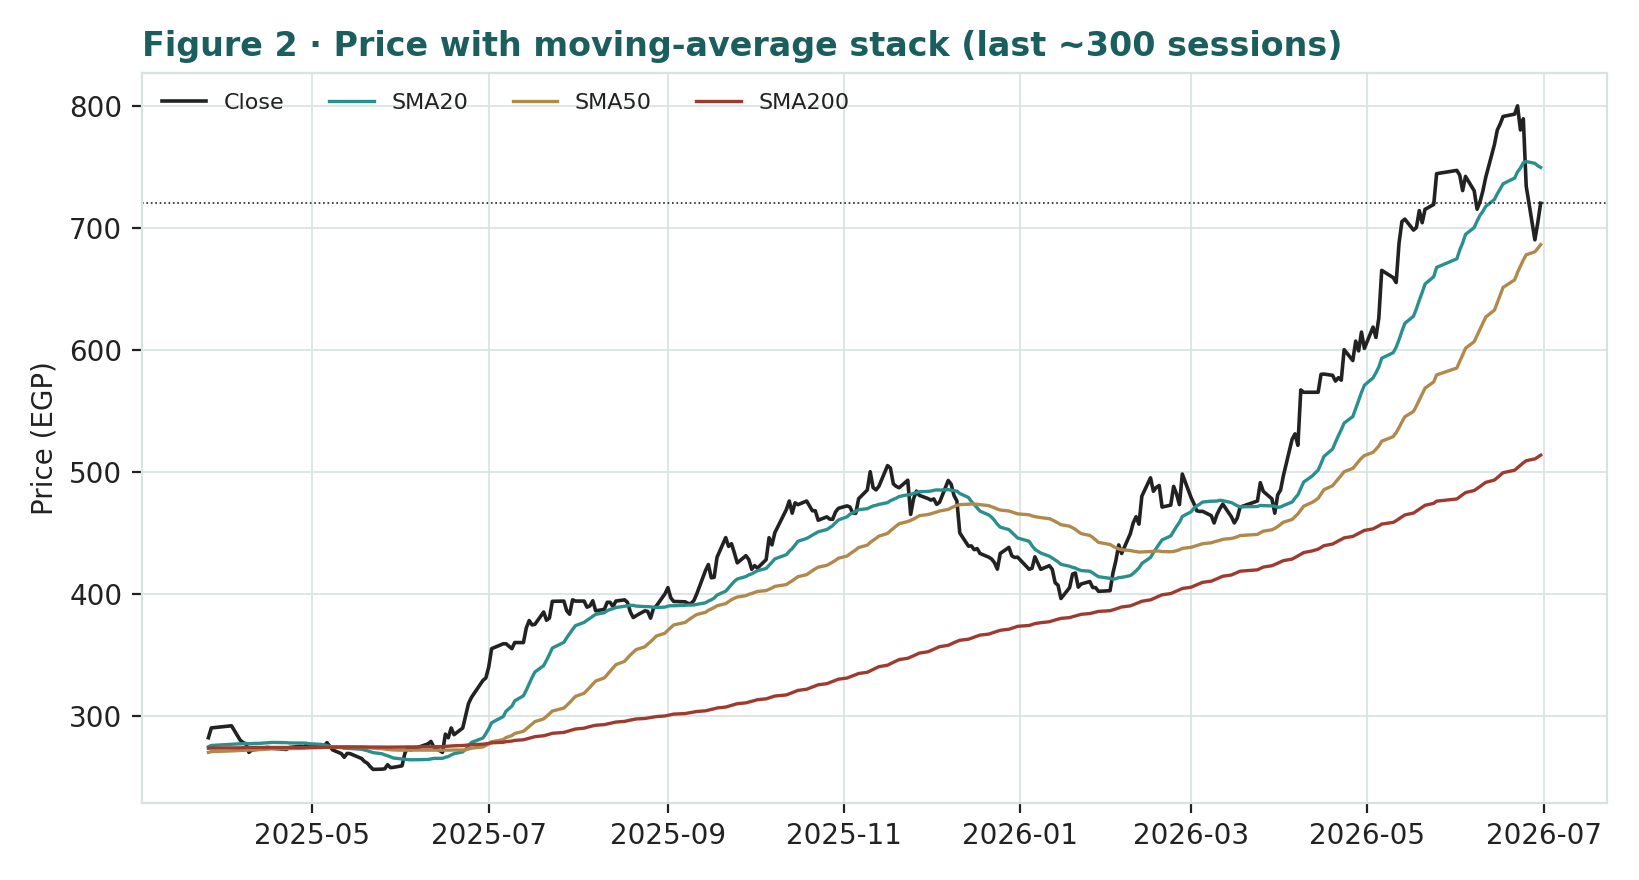 Figure 2 · Price with moving-average stack (last ~300 sessions)
Close SMA20 SMA50 SMA200
800
700
600
500
400
300
Price (EGP)
2025-05 2025-07 2025-09 2025-11 2026-01 2026-03 2026-05 2026-07